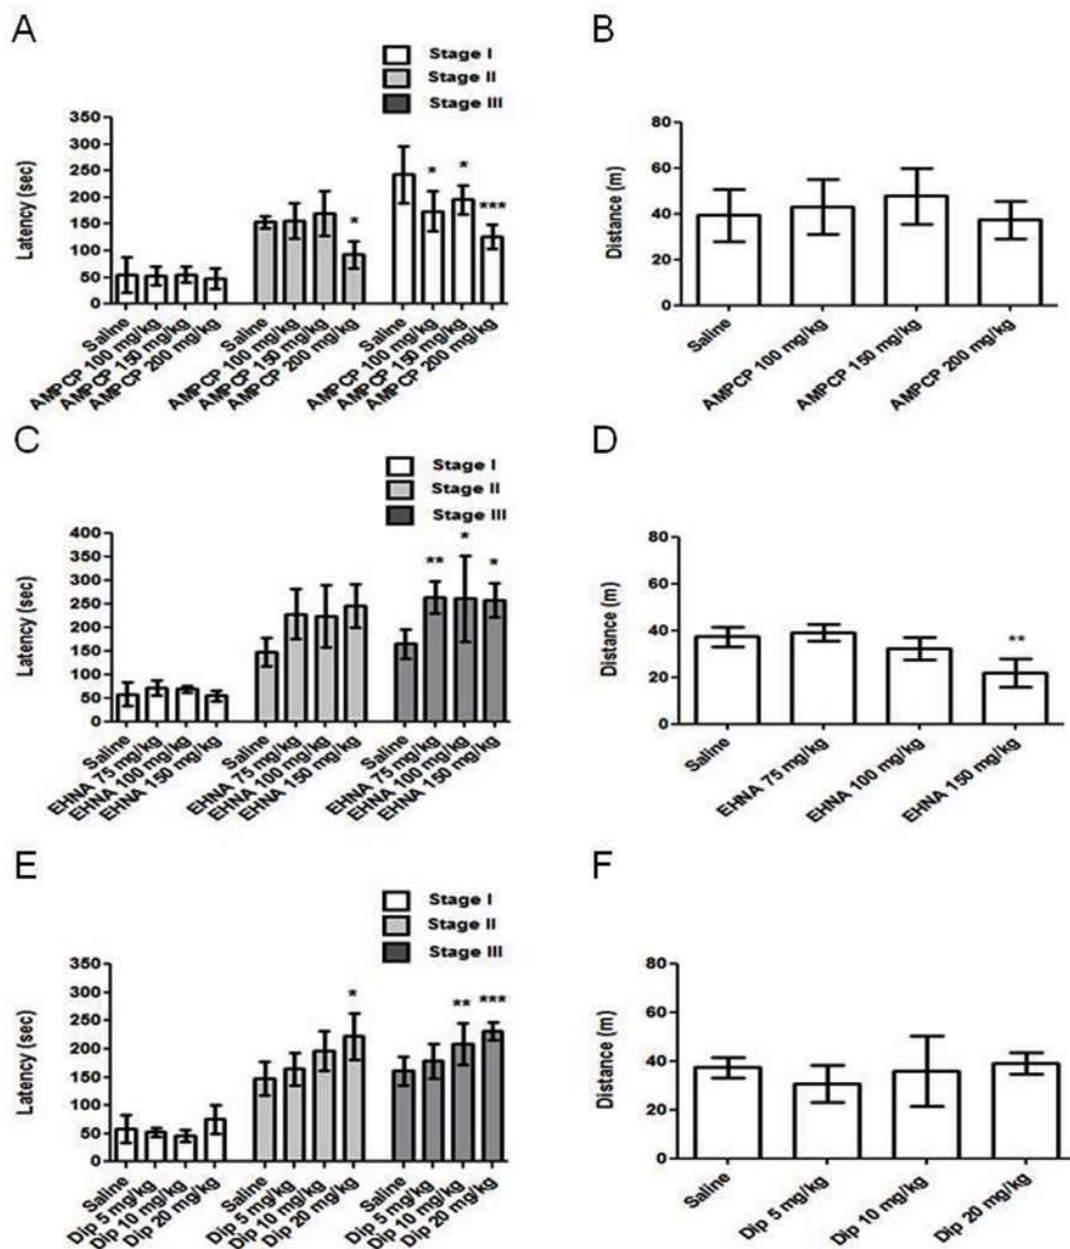 A
Stage I
Stage II
Stage III
Latency (sec)
350
300
250
200
150
100
50
0
*
*
*
***
Saline
AMPCP 100 mg/kg
AMPCP 150 mg/kg
AMPCP 200 mg/kg
Saline
AMPCP 100 mg/kg
AMPCP 150 mg/kg
AMPCP 200 mg/kg
Saline
AMPCP 100 mg/kg
AMPCP 150 mg/kg
AMPCP 200 mg/kg
B
Distance (m)
80
60
40
20
0
Saline
AMPCP 100 mg/kg
AMPCP 150 mg/kg
AMPCP 200 mg/kg
C
Stage I
Stage II
Stage III
Latency (sec)
400
350
300
250
200
150
100
50
0
**
*
*
Saline
EHNA 75 mg/kg
EHNA 100 mg/kg
EHNA 150 mg/kg
Saline
EHNA 75 mg/kg
EHNA 100 mg/kg
EHNA 150 mg/kg
Saline
EHNA 75 mg/kg
EHNA 100 mg/kg
EHNA 150 mg/kg
D
Distance (m)
80
60
40
20
0
**
Saline
EHNA 75 mg/kg
EHNA 100 mg/kg
EHNA 150 mg/kg
E
Stage I
Stage II
Stage III
Latency (sec)
350
300
250
200
150
100
50
0
*
**
***
Saline
Dip 5 mg/kg
Dip 10 mg/kg
Dip 20 mg/kg
Saline
Dip 5 mg/kg
Dip 10 mg/kg
Dip 20 mg/kg
Saline
Dip 5 mg/kg
Dip 10 mg/kg
Dip 20 mg/kg
F
Distance (m)
80
60
40
20
0
Saline
Dip 5 mg/kg
Dip 10 mg/kg
Dip 20 mg/kg